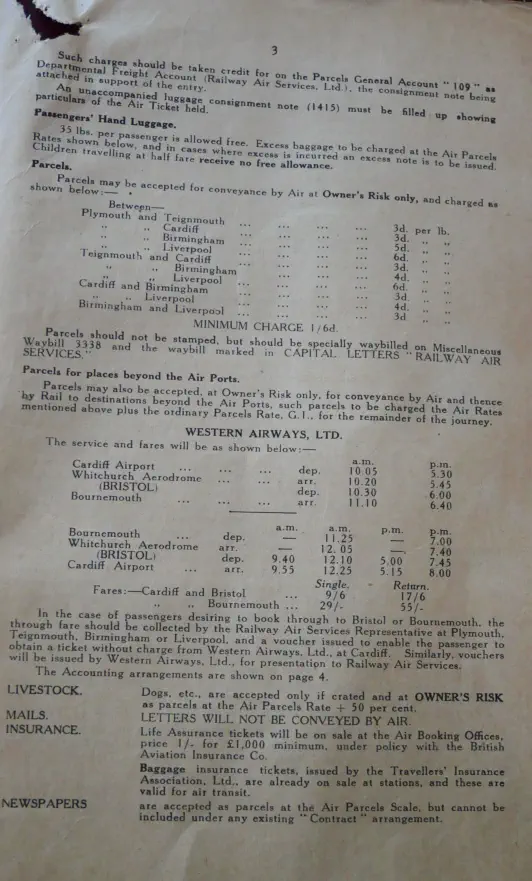 3
Such charges should be taken credit for on the Parcels General Account "109" as
Departmental Freight Account (Railway Air Services, Ltd.), the consignment note being
attached in support of the entry.
An unaccompanied luggage consignment note (1415) must be filled up showing
particulars of the Air Ticket held.
Passengers' Hand Luggage.
35 lbs. per passenger is allowed free. Excess baggage to be charged at the Air Parcels
Rates shown below, and in cases where excess is incurred an excess note is to be issued.
Children travelling at half fare receive no free allowance.
Parcels.
Parcels may be accepted for conveyance by Air at Owner's Risk only, and charged as
shown below:—
Between—
Plymouth and Teignmouth ... ... ... ... 3d. per lb.
" " Cardiff ... ... ... ... 3d. " "
" " Birmingham ... ... ... ... 5d. " "
" " Liverpool ... ... ... ... 6d. " "
Teignmouth and Cardiff ... ... ... ... 3d. " "
" " Birmingham ... ... ... ... 4d. " "
" " Liverpool ... ... ... ... 6d. " "
Cardiff and Birmingham ... ... ... ... 3d. " "
" " Liverpool ... ... ... ... 4d. " "
Birmingham and Liverpool ... ... ... ... 3d " "
MINIMUM CHARGE 1/6d.
Parcels should not be stamped, but should be specially waybilled on Miscellaneous
Waybill 3338 and the waybill marked in CAPITAL LETTERS "RAILWAY AIR
SERVICES."
Parcels for places beyond the Air Ports.
Parcels may also be accepted, at Owner's Risk only, for conveyance by Air and thence
by Rail to destinations beyond the Air Ports, such parcels to be charged the Air Rates
mentioned above plus the ordinary Parcels Rate, G.1., for the remainder of the journey.
WESTERN AIRWAYS, LTD.
The service and fares will be as shown below:—
a.m. p.m.
Cardiff Airport ... ... ... dep. 10.05 5.30
Whitchurch Aerodrome ... ... arr. 10.20 5.45
(BRISTOL) dep. 10.30 6.00
Bournemouth ... ... ... arr. 11.10 6.40
a.m. a.m. p.m. p.m.
Bournemouth ... dep. — 11.25 — 7.00
Whitchurch Aerodrome arr. — 12.05 — 7.40
(BRISTOL) dep. 9.40 12.10 5.00 7.45
Cardiff Airport ... arr. 9.55 12.25 5.15 8.00
Single. Return.
Fares:—Cardiff and Bristol ... 9/6 17/6
" " Bournemouth ... 29/- 55/-
In the case of passengers desiring to book through to Bristol or Bournemouth, the
through fare should be collected by the Railway Air Services Representative at Plymouth,
Teignmouth, Birmingham or Liverpool, and a voucher issued to enable the passenger to
obtain a ticket without charge from Western Airways, Ltd., at Cardiff. Similarly, vouchers
will be issued by Western Airways, Ltd., for presentation to Railway Air Services.
The Accounting arrangements are shown on page 4.
LIVESTOCK. Dogs, etc., are accepted only if crated and at OWNER'S RISK
as parcels at the Air Parcels Rate + 50 per cent.
MAILS. LETTERS WILL NOT BE CONVEYED BY AIR.
INSURANCE. Life Assurance tickets will be on sale at the Air Booking Offices,
price 1/- for £1,000 minimum, under policy with the British
Aviation Insurance Co.
Baggage insurance tickets, issued by the Travellers' Insurance
Association, Ltd., are already on sale at stations, and these are
valid for air transit.
NEWSPAPERS are accepted as parcels at the Air Parcels Scale, but cannot be
included under any existing "Contract" arrangement.